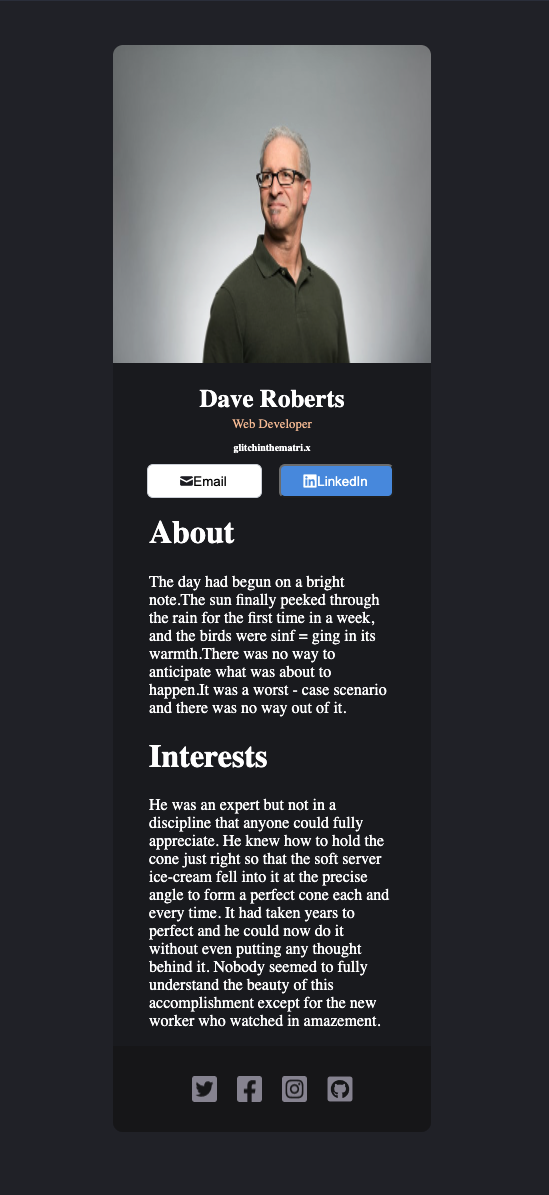 Dave Roberts
Web Developer
glitchinthematri.x
Email
LinkedIn
About
The day had begun on a bright
note.The sun finally peeked through
the rain for the first time in a week,
and the birds were sinf = ging in its
warmth.There was no way to
anticipate what was about to
happen.It was a worst - case scenario
and there was no way out of it.
Interests
He was an expert but not in a
discipline that anyone could fully
appreciate. He knew how to hold the
cone just right so that the soft server
ice-cream fell into it at the precise
angle to form a perfect cone each and
every time. It had taken years to
perfect and he could now do it
without even putting any thought
behind it. Nobody seemed to fully
understand the beauty of this
accomplishment except for the new
worker who watched in amazement.